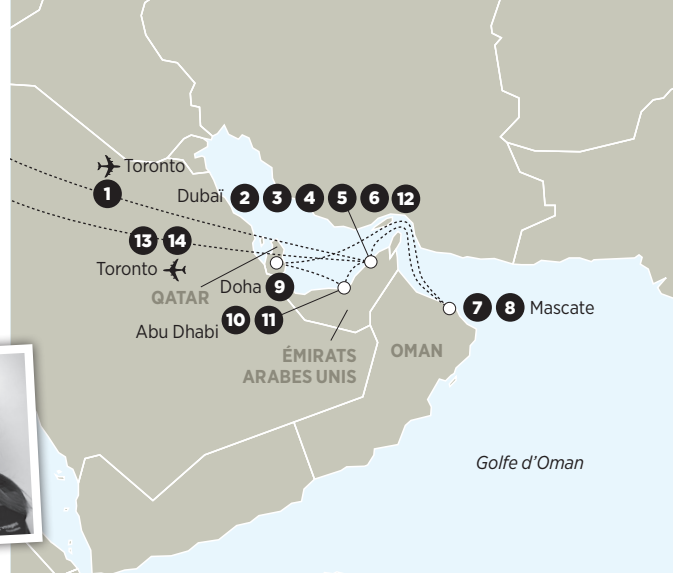 Toronto
1
Dubaï 2 3 4 5 6 12
13 14
Toronto
QATAR
Doha 9
Abu Dhabi 10 11
7 8 Mascate
ÉMIRATS
ARABES UNIS
OMAN
Golfe d'Oman